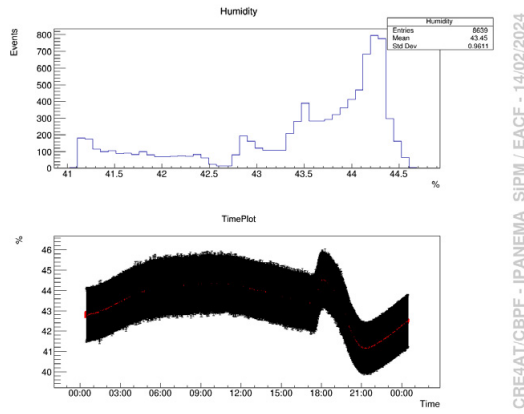 Humidity
Humidity
Entries 8639
Mean 43.45
Std Dev 0.9611
Events
800
700
600
500
400
300
200
100
0
41 41.5 42 42.5 43 43.5 44 44.5
%
TimePlot
%
46
45
44
43
42
41
40
00:00 03:00 06:00 09:00 12:00 15:00 18:00 21:00 00:00
Time
CRE4AT/CBPF - IPANEMA SiPM / EACF - 14/02/2024